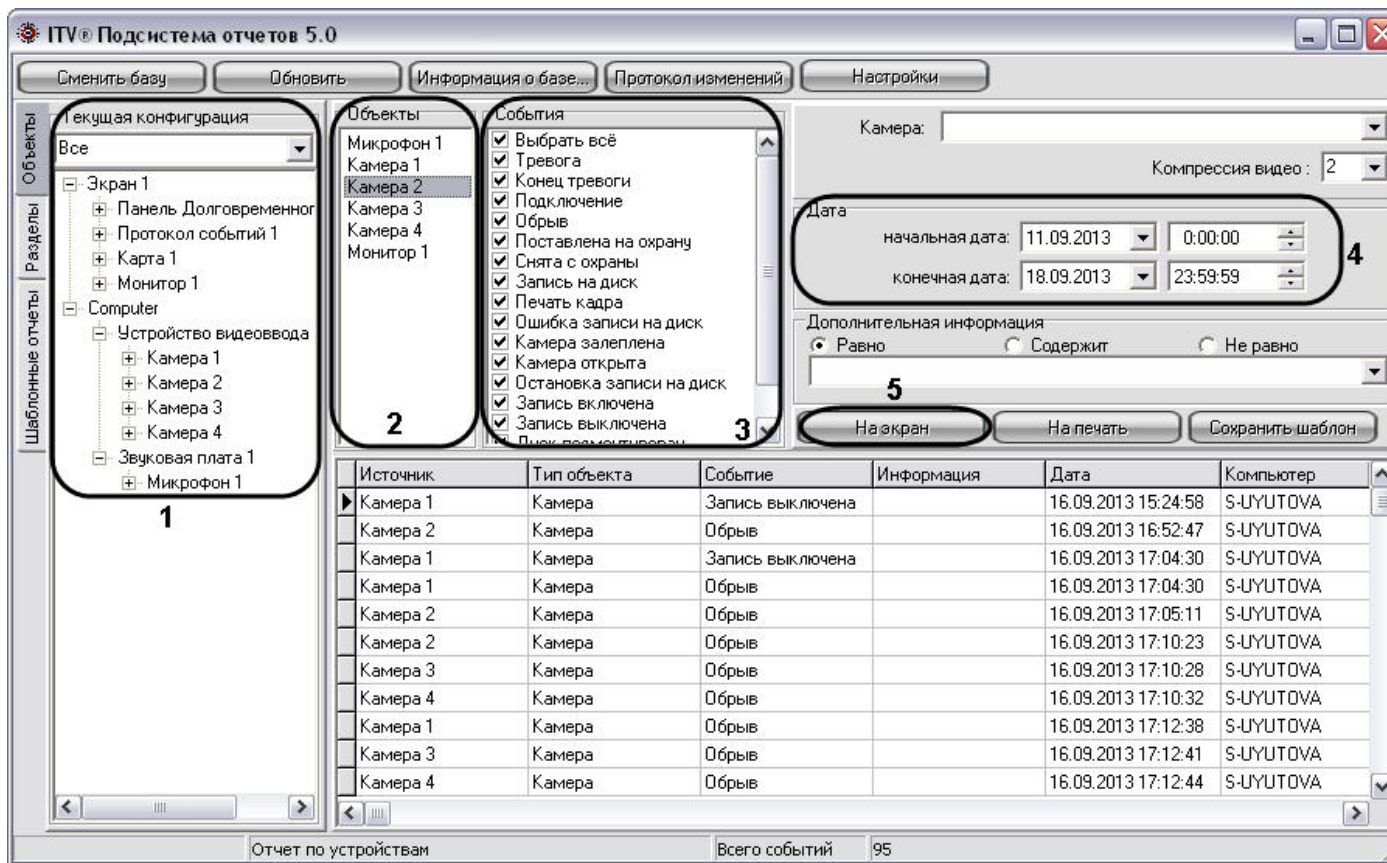 ITV® Подсистема отчетов 5.0
Сменить базу Обновить Информация о базе... Протокол изменений Настройки
Объекты
Разделы
Шаблонные отчеты
Текущая конфигурация
Все
Экран 1
Панель Долговременног
Протокол событий 1
Карта 1
Монитор 1
Computer
Устройство видеоввода
Камера 1
Камера 2
Камера 3
Камера 4
Звуковая плата 1
Микрофон 1
1
Объекты
Микрофон 1
Камера 1
Камера 2
Камера 3
Камера 4
Монитор 1
2
События
Выбрать всё
Тревога
Конец тревоги
Подключение
Обрыв
Поставлена на охрану
Снята с охраны
Запись на диск
Печать кадра
Ошибка записи на диск
Камера залеплена
Камера открыта
Остановка записи на диск
Запись включена
Запись выключена
3
Камера:
Компрессия видео : 2
Дата
начальная дата: 11.09.2013 0:00:00
конечная дата: 18.09.2013 23:59:59
4
Дополнительная информация
Равно Содержит Не равно
5
На экран На печать Сохранить шаблон
Источник Тип объекта Событие Информация Дата Компьютер
Камера 1 Камера Запись выключена 16.09.2013 15:24:58 S-UYUTOVA
Камера 2 Камера Обрыв 16.09.2013 16:52:47 S-UYUTOVA
Камера 1 Камера Запись выключена 16.09.2013 17:04:30 S-UYUTOVA
Камера 1 Камера Обрыв 16.09.2013 17:04:30 S-UYUTOVA
Камера 2 Камера Обрыв 16.09.2013 17:05:11 S-UYUTOVA
Камера 2 Камера Обрыв 16.09.2013 17:10:23 S-UYUTOVA
Камера 3 Камера Обрыв 16.09.2013 17:10:28 S-UYUTOVA
Камера 4 Камера Обрыв 16.09.2013 17:10:32 S-UYUTOVA
Камера 1 Камера Обрыв 16.09.2013 17:12:38 S-UYUTOVA
Камера 3 Камера Обрыв 16.09.2013 17:12:41 S-UYUTOVA
Камера 4 Камера Обрыв 16.09.2013 17:12:44 S-UYUTOVA
Отчет по устройствам Всего событий 95